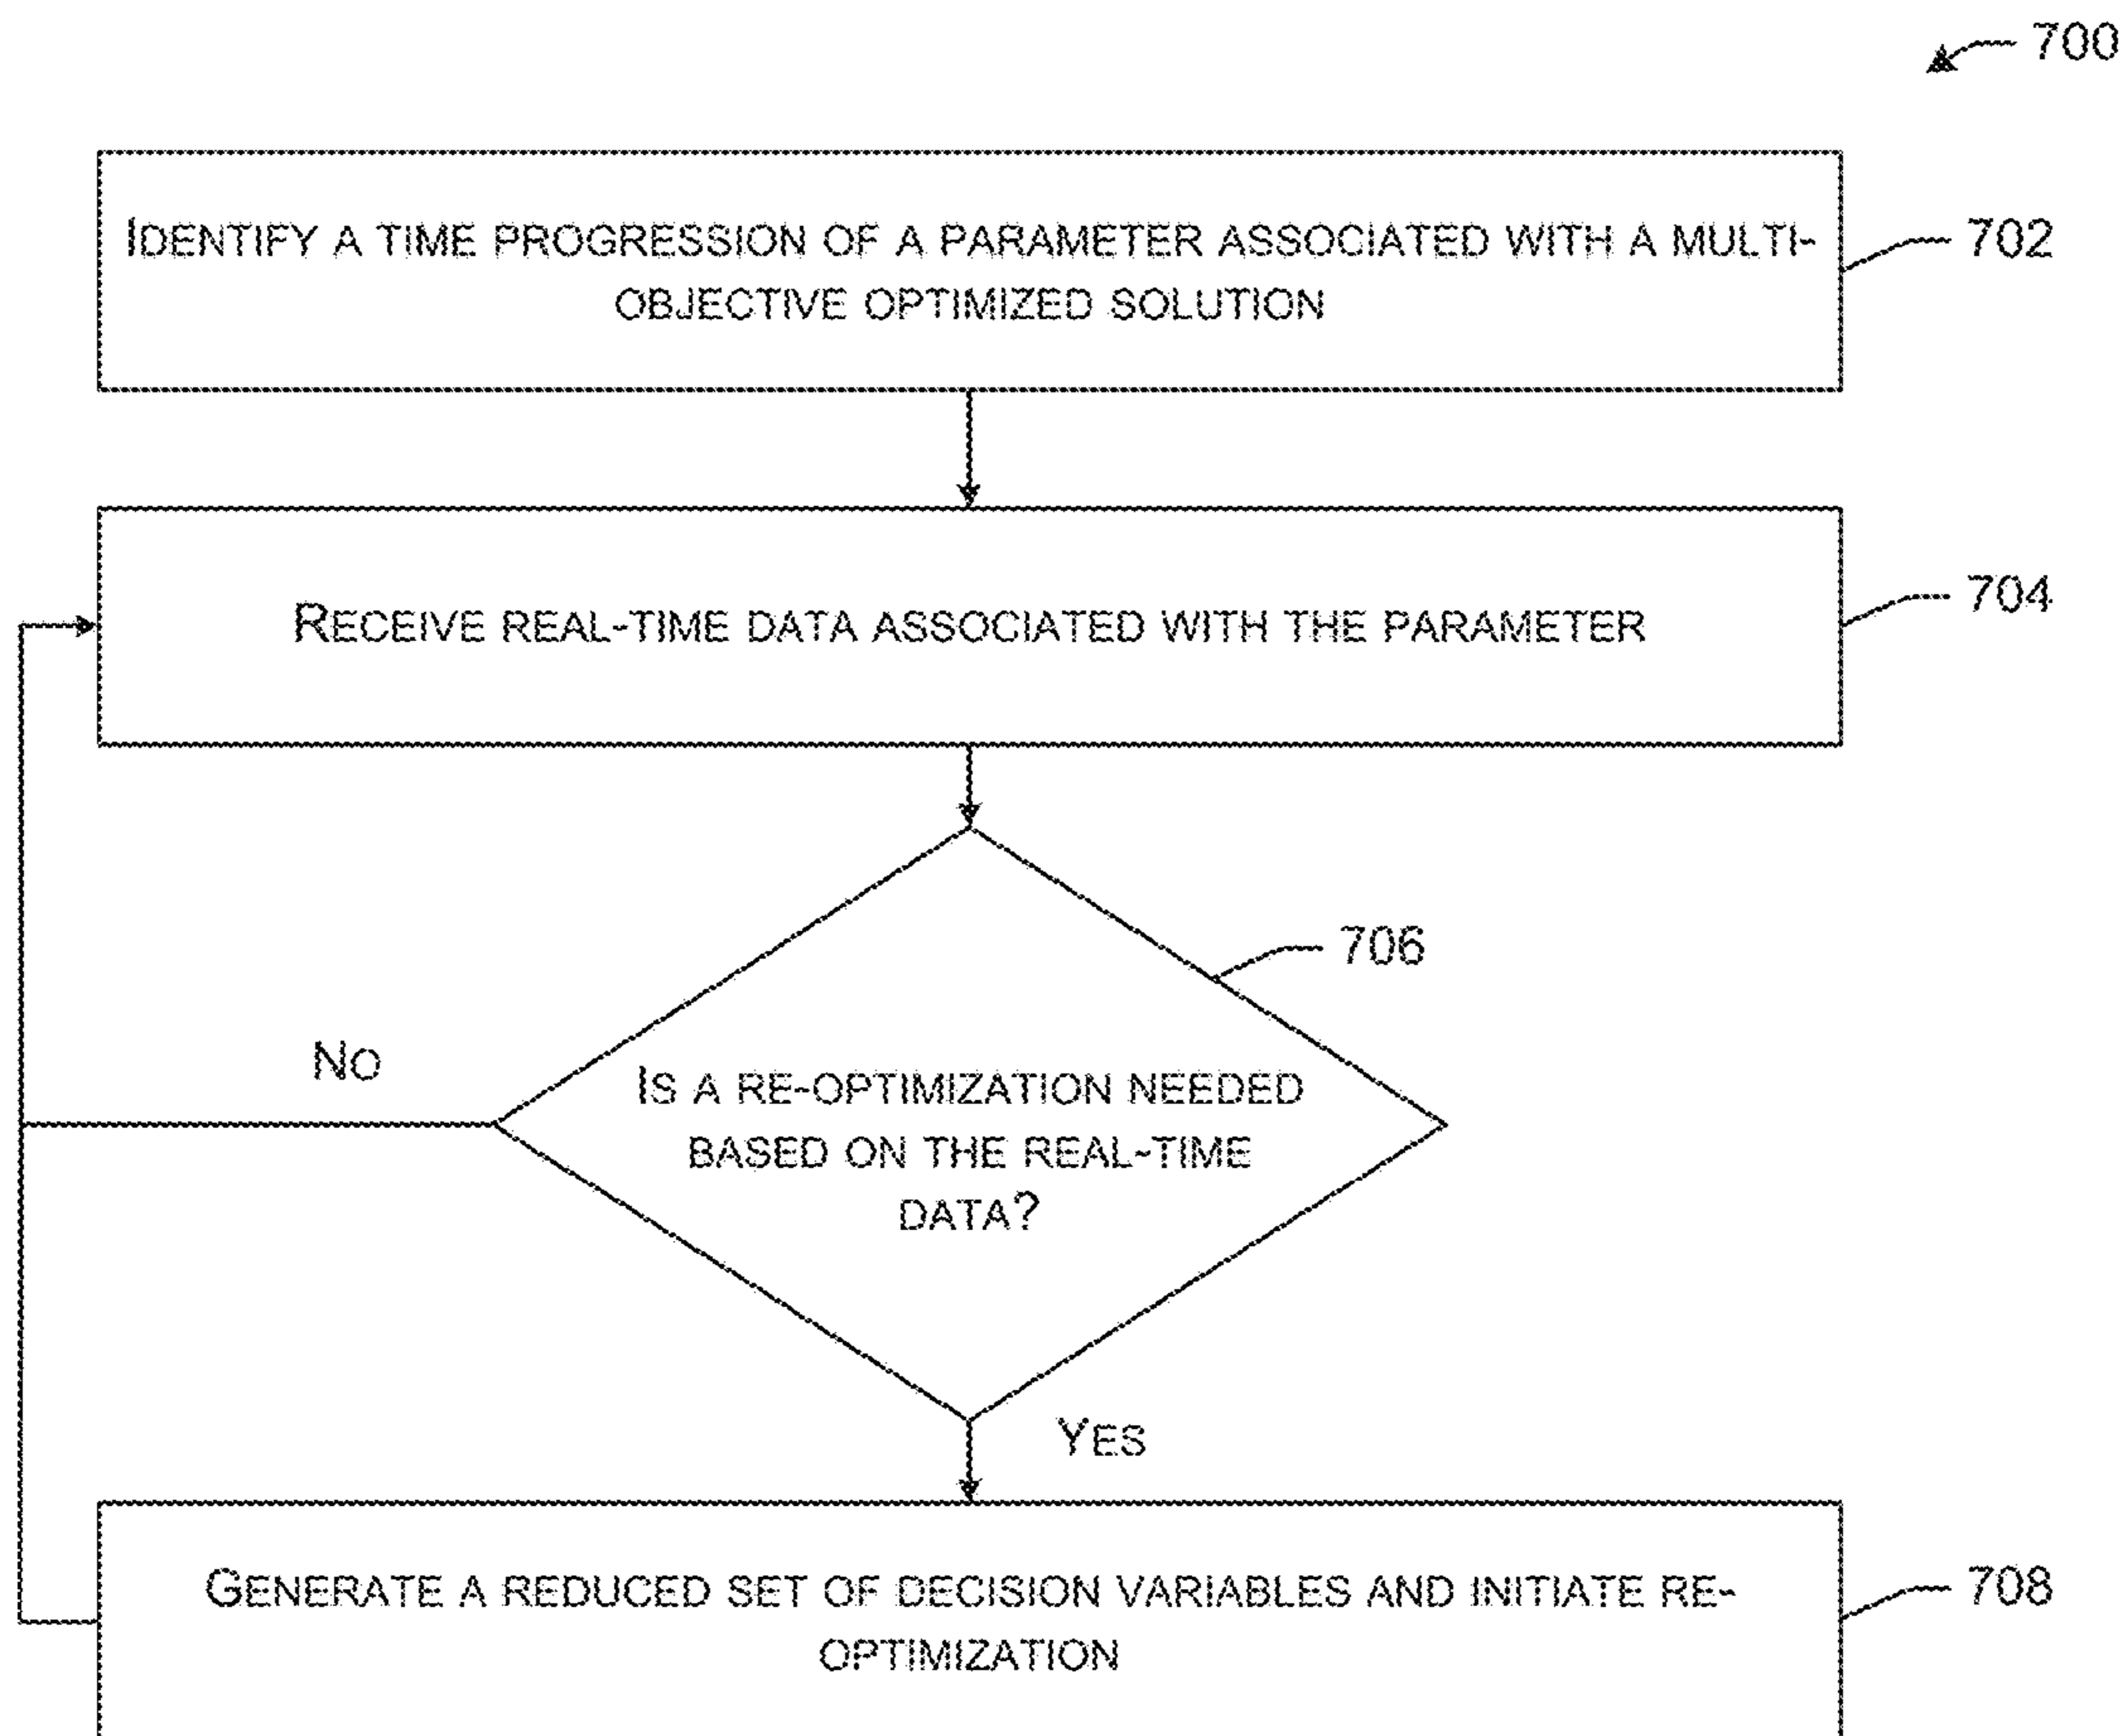 700
IDENTIFY A TIME PROGRESSION OF A PARAMETER ASSOCIATED WITH A MULTI-
OBJECTIVE OPTIMIZED SOLUTION
702
RECEIVE REAL-TIME DATA ASSOCIATED WITH THE PARAMETER
704
706
NO
IS A RE-OPTIMIZATION NEEDED
BASED ON THE REAL-TIME
DATA?
YES
GENERATE A REDUCED SET OF DECISION VARIABLES AND INITIATE RE-
OPTIMIZATION
708